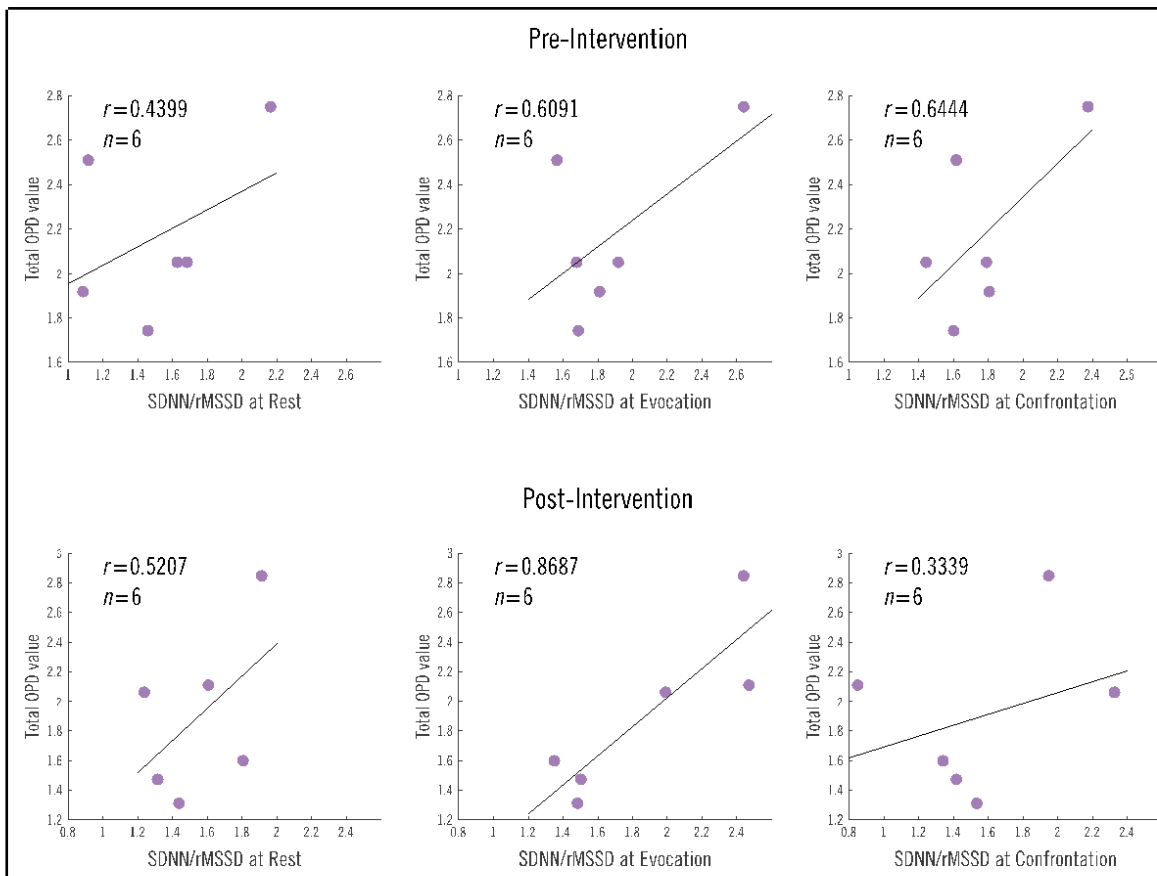 Pre-Intervention
r=0.4399
n=6
2.8
2.6
2.4
2.2
2
1.8
1.6
Total OPD value
1 1.2 1.4 1.6 1.8 2 2.2 2.4 2.6
SDNN/rMSSD at Rest
r=0.6091
n=6
2.8
2.6
2.4
2.2
2
1.8
1.6
Total OPD value
1 1.2 1.4 1.6 1.8 2 2.2 2.4 2.6
SDNN/rMSSD at Evocation
r=0.6444
n=6
2.8
2.6
2.4
2.2
2
1.8
1.6
Total OPD value
1 1.2 1.4 1.6 1.8 2 2.2 2.4 2.6
SDNN/rMSSD at Confrontation
Post-Intervention
r=0.5207
n=6
3
2.8
2.6
2.4
2.2
2
1.8
1.6
1.4
1.2
Total OPD value
0.8 1 1.2 1.4 1.6 1.8 2 2.2 2.4
SDNN/rMSSD at Rest
r=0.8687
n=6
3
2.8
2.6
2.4
2.2
2
1.8
1.6
1.4
1.2
Total OPD value
0.8 1 1.2 1.4 1.6 1.8 2 2.2 2.4
SDNN/rMSSD at Evocation
r=0.3339
n=6
3
2.8
2.6
2.4
2.2
2
1.8
1.6
1.4
1.2
Total OPD value
0.8 1 1.2 1.4 1.6 1.8 2 2.2 2.4
SDNN/rMSSD at Confrontation